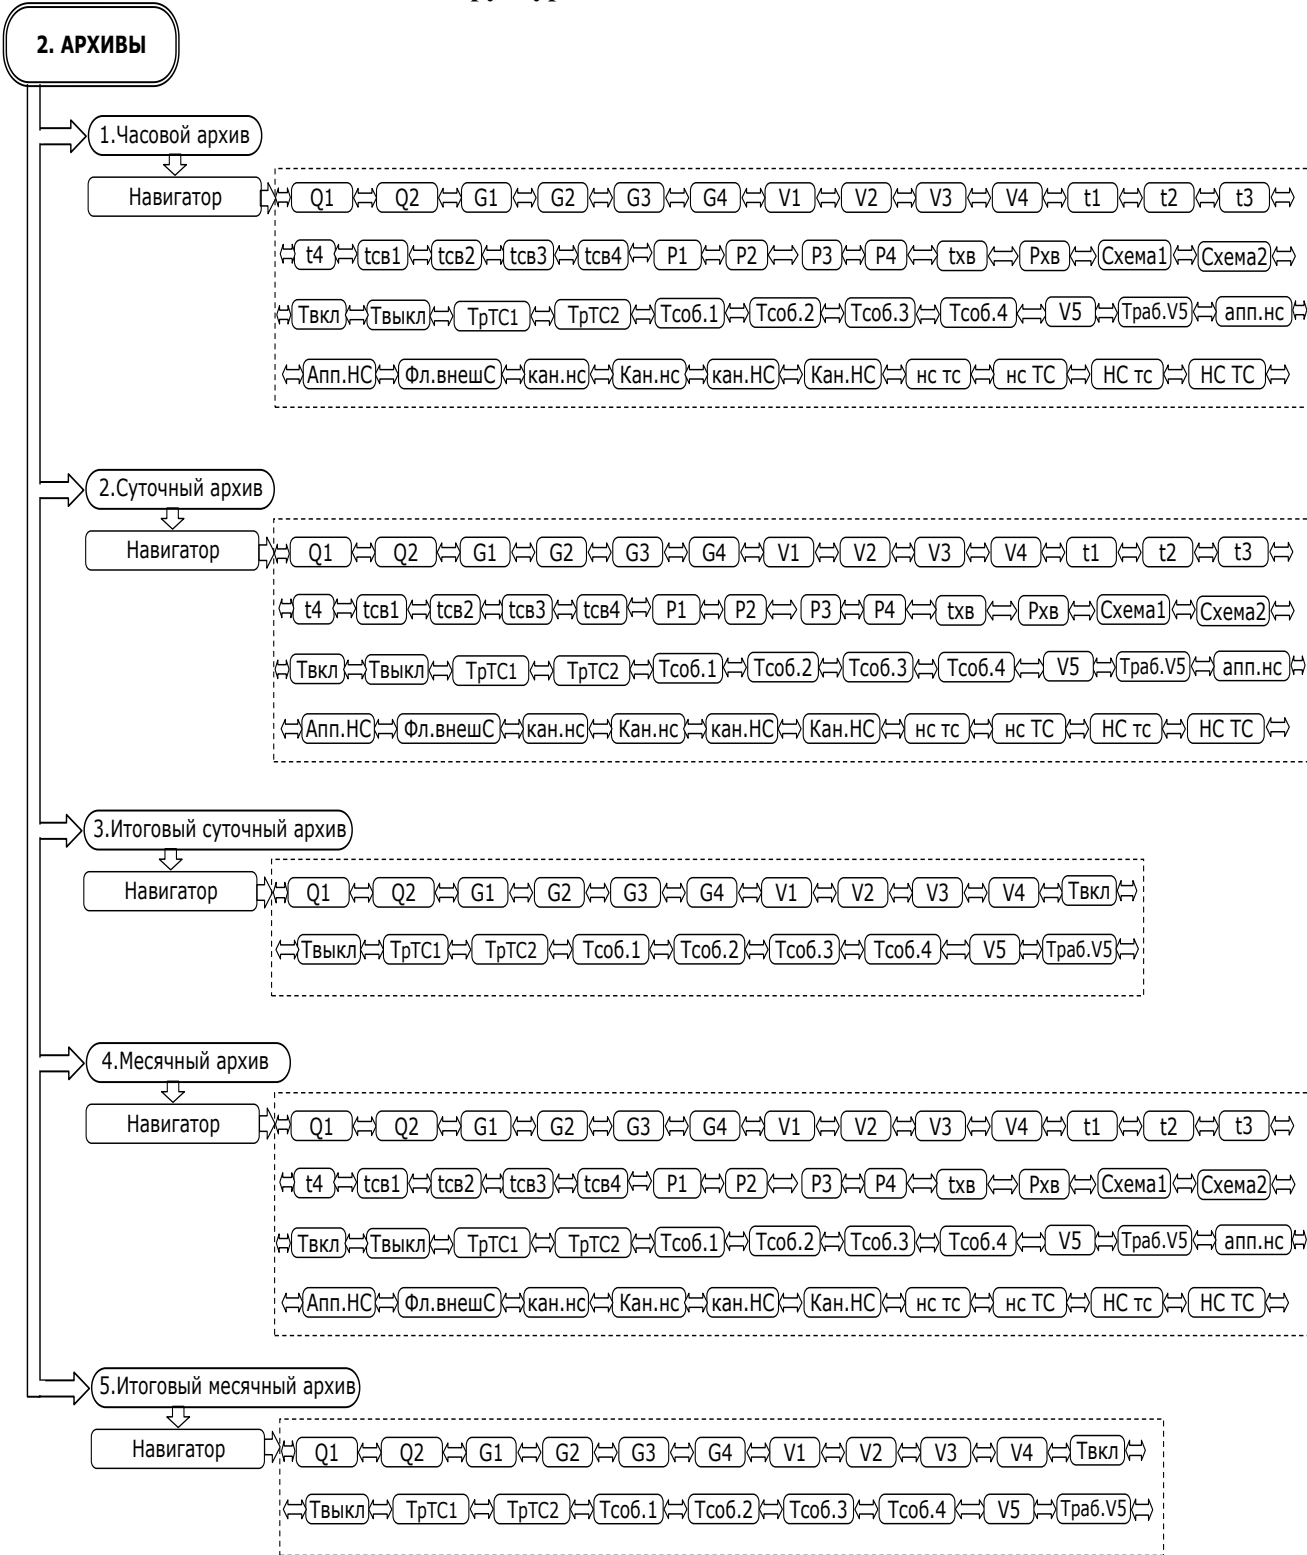 2. АРХИВЫ
1.Часовой архив
Навигатор Q1 Q2 G1 G2 G3 G4 V1 V2 V3 V4 t1 t2 t3
t4 tсв1 tсв2 tсв3 tсв4 P1 P2 P3 P4 tхв Pхв Схема1 Схема2
Твкл Твыкл ТрТС1 ТрТС2 Тсоб.1 Тсоб.2 Тсоб.3 Тсоб.4 V5 Траб.V5 апп.нс
Апп.НС Фл.внешС кан.нс Кан.нс кан.НС Кан.НС нс тс нс ТС НС тс НС ТС
2.Суточный архив
Навигатор Q1 Q2 G1 G2 G3 G4 V1 V2 V3 V4 t1 t2 t3
t4 tсв1 tсв2 tсв3 tсв4 P1 P2 P3 P4 tхв Pхв Схема1 Схема2
Твкл Твыкл ТрТС1 ТрТС2 Тсоб.1 Тсоб.2 Тсоб.3 Тсоб.4 V5 Траб.V5 апп.нс
Апп.НС Фл.внешС кан.нс Кан.нс кан.НС Кан.НС нс тс нс ТС НС тс НС ТС
3.Итоговый суточный архив
Навигатор Q1 Q2 G1 G2 G3 G4 V1 V2 V3 V4 Твкл
Твыкл ТрТС1 ТрТС2 Тсоб.1 Тсоб.2 Тсоб.3 Тсоб.4 V5 Траб.V5
4.Месячный архив
Навигатор Q1 Q2 G1 G2 G3 G4 V1 V2 V3 V4 t1 t2 t3
t4 tсв1 tсв2 tсв3 tсв4 P1 P2 P3 P4 tхв Pхв Схема1 Схема2
Твкл Твыкл ТрТС1 ТрТС2 Тсоб.1 Тсоб.2 Тсоб.3 Тсоб.4 V5 Траб.V5 апп.нс
Апп.НС Фл.внешС кан.нс Кан.нс кан.НС Кан.НС нс тс нс ТС НС тс НС ТС
5.Итоговый месячный архив
Навигатор Q1 Q2 G1 G2 G3 G4 V1 V2 V3 V4 Твкл
Твыкл ТрТС1 ТрТС2 Тсоб.1 Тсоб.2 Тсоб.3 Тсоб.4 V5 Траб.V5